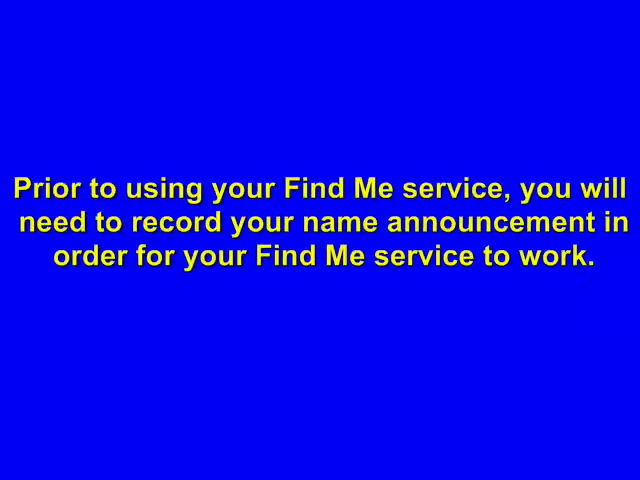 Prior to using your Find Me service, you will
need to record your name announcement in
order for your Find Me service to work.